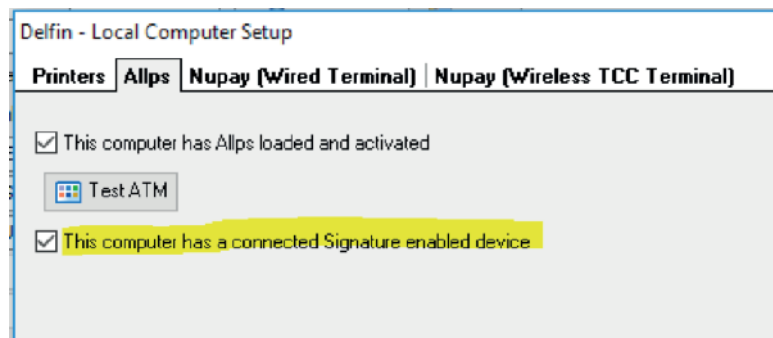 Delfin - Local Computer Setup
Printers Allps Nupay (Wired Terminal) Nupay (Wireless TCC Terminal)
This computer has Allps loaded and activated
Test ATM
This computer has a connected Signature enabled device